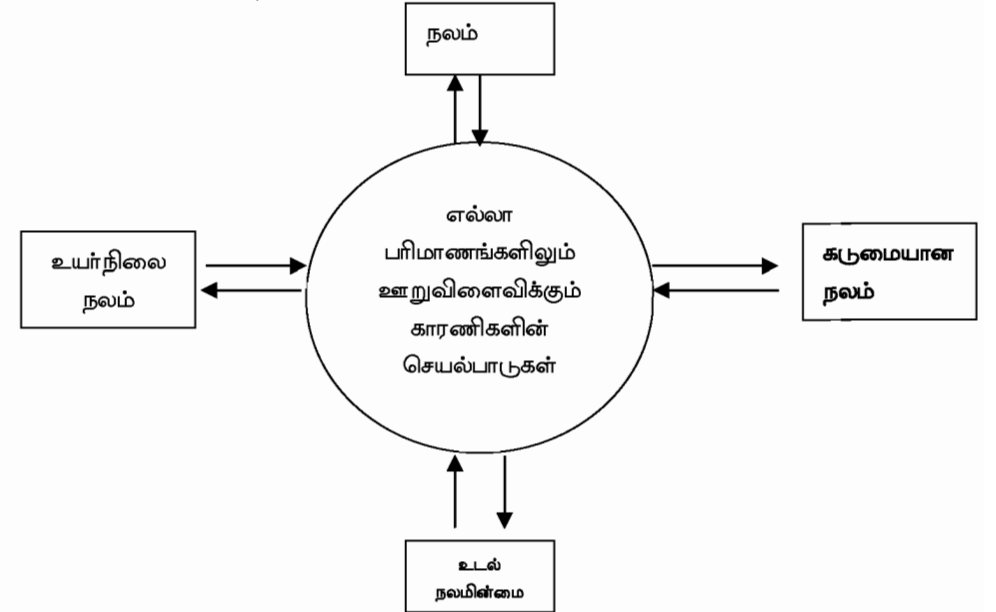 நலம்
எல்லா
பரிமாணங்களிலும்
ஊறுவிளைவிக்கும்
காரணிகளின்
செயல்பாடுகள்
உயர்நிலை
நலம்
கடுமையான
நலம்
உடல்
நலமின்மை